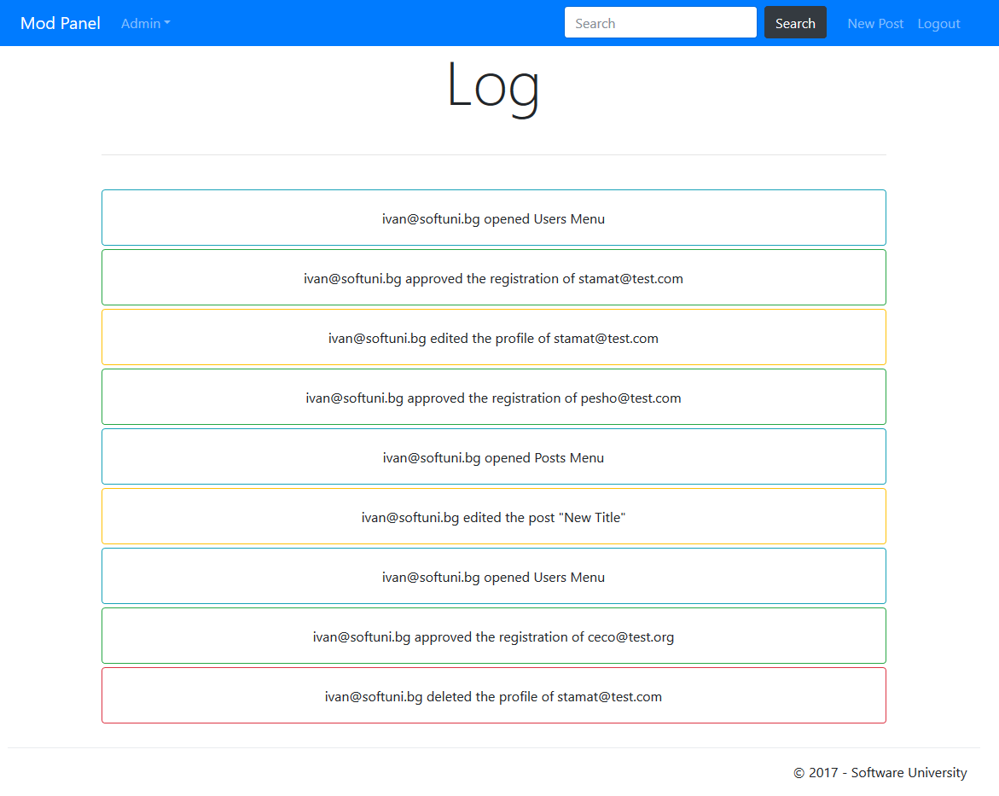 Mod Panel Admin Search Search New Post Logout
Log
ivan@softuni.bg opened Users Menu
ivan@softuni.bg approved the registration of stamat@test.com
ivan@softuni.bg edited the profile of stamat@test.com
ivan@softuni.bg approved the registration of pesho@test.com
ivan@softuni.bg opened Posts Menu
ivan@softuni.bg edited the post "New Title"
ivan@softuni.bg opened Users Menu
ivan@softuni.bg approved the registration of ceco@test.org
ivan@softuni.bg deleted the profile of stamat@test.com
© 2017 - Software University